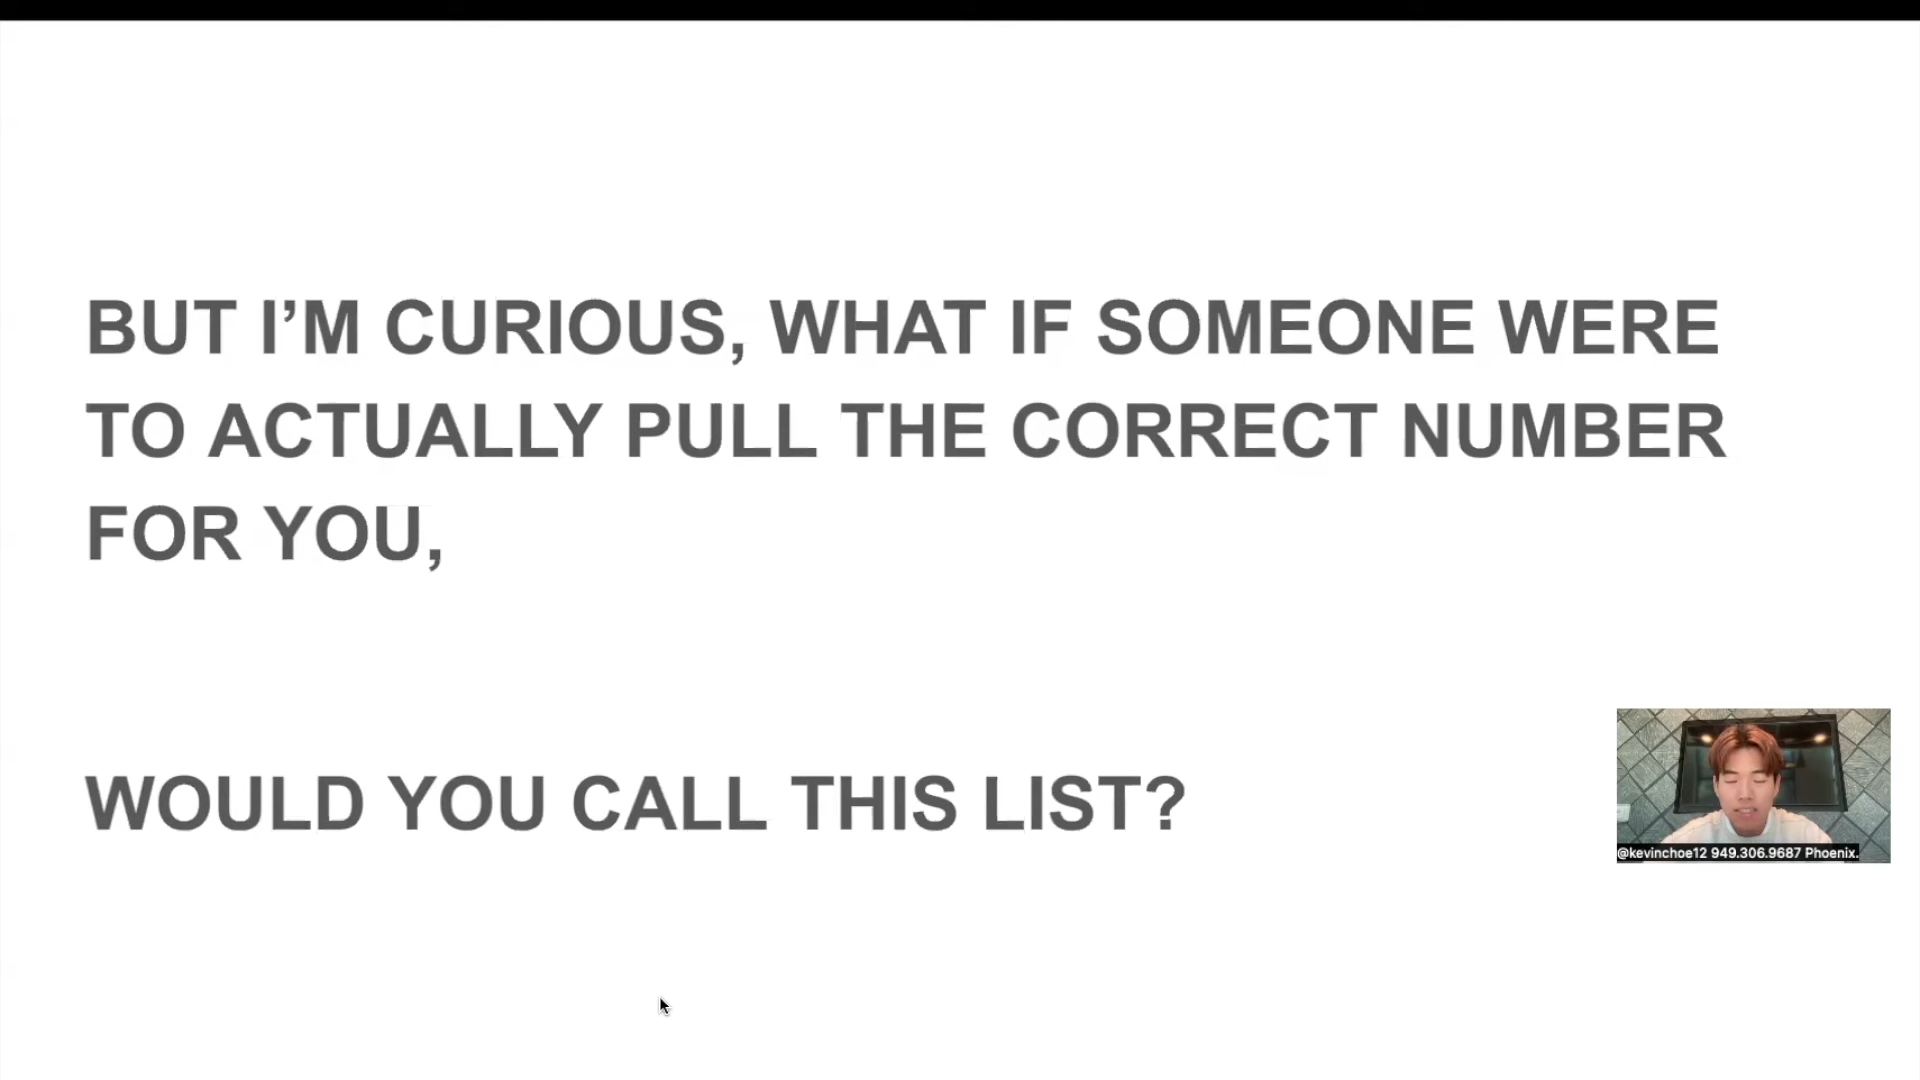 BUT I’M CURIOUS, WHAT IF SOMEONE WERE
TO ACTUALLY PULL THE CORRECT NUMBER
FOR YOU,
WOULD YOU CALL THIS LIST?
@kevinchoe12 949.306.9687 Phoenix.